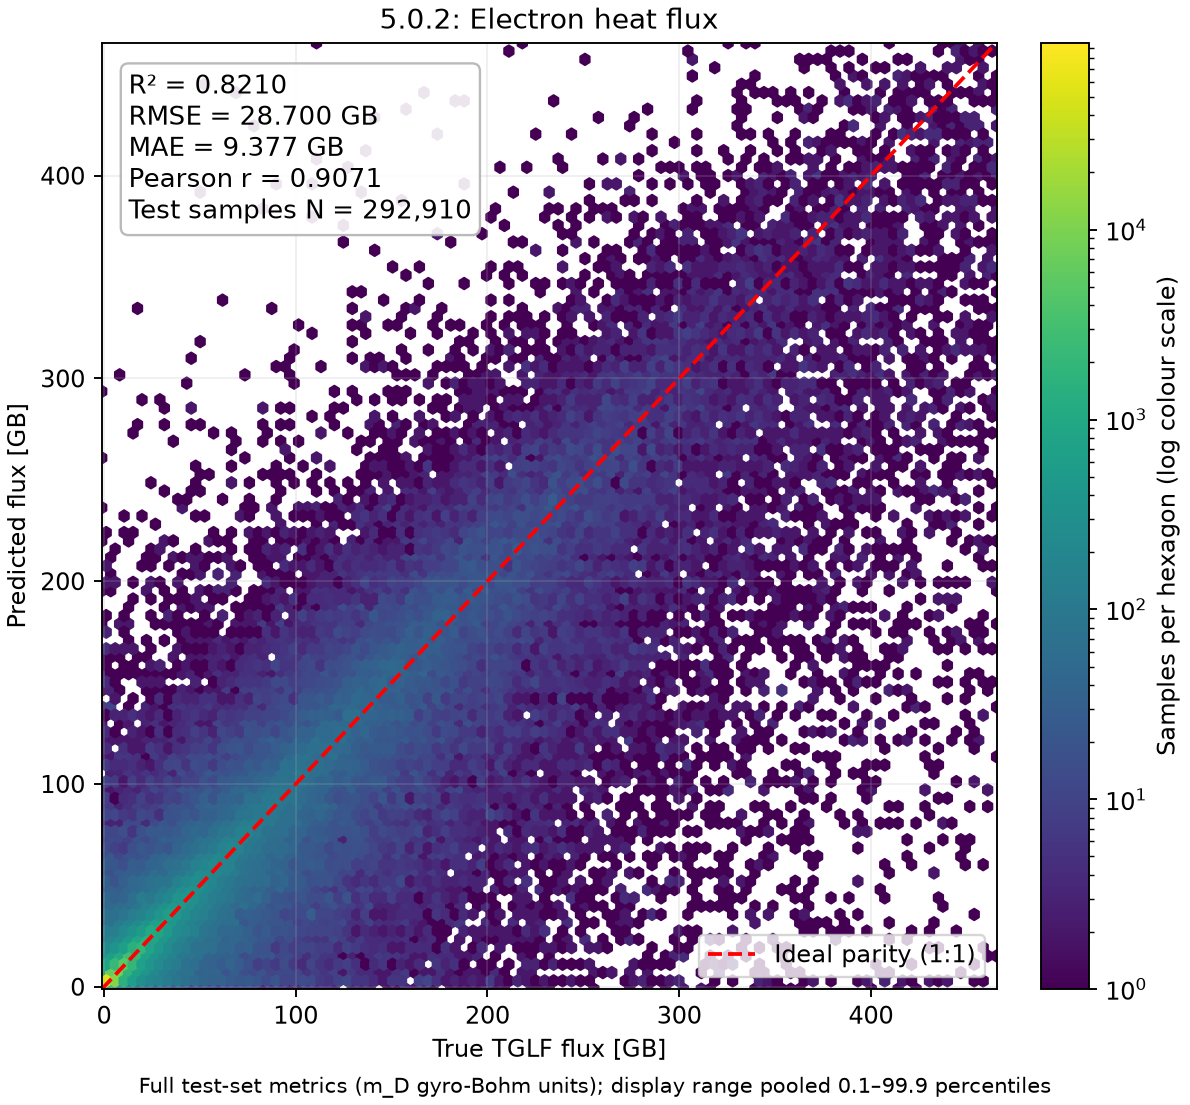 5.0.2: Electron heat flux
R² = 0.8210
RMSE = 28.700 GB
MAE = 9.377 GB
Pearson r = 0.9071
Test samples N = 292,910
Predicted flux [GB]
400
300
200
100
0
0 100 200 300 400
True TGLF flux [GB]
Ideal parity (1:1)
10⁴
10³
10²
10¹
10⁰
Samples per hexagon (log colour scale)
Full test-set metrics (m_D gyro-Bohm units); display range pooled 0.1–99.9 percentiles